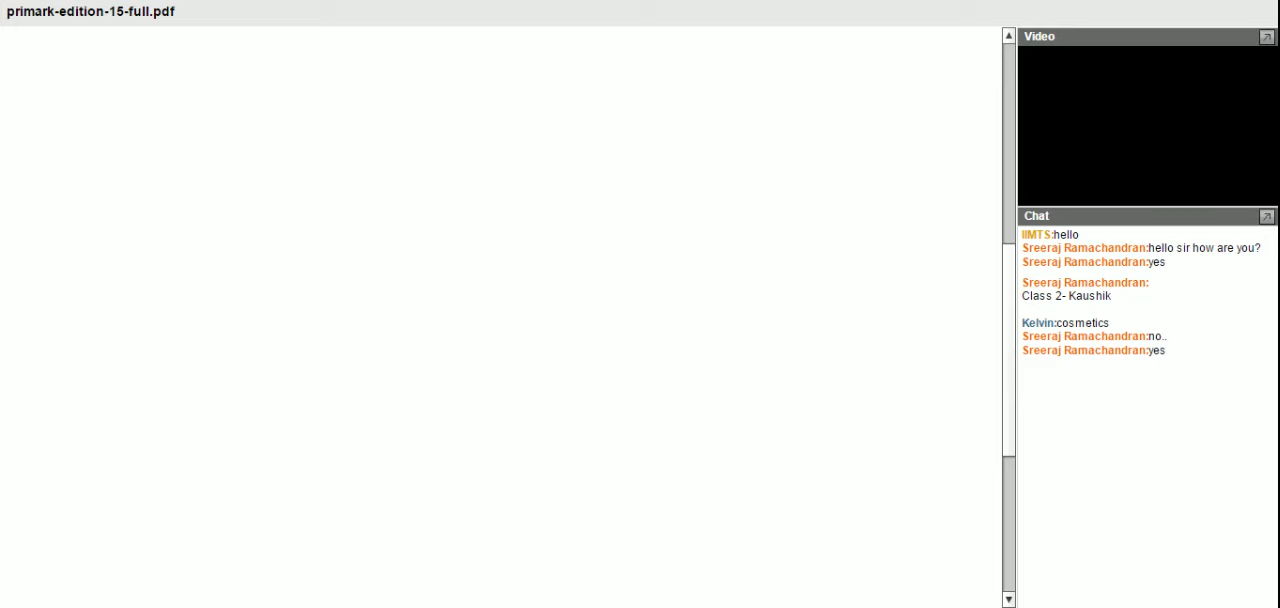 primark-edition-15-full.pdf
Video
Chat
IIMTS:hello
Sreeraj Ramachandran:hello sir how are you?
Sreeraj Ramachandran:yes
Sreeraj Ramachandran:
Class 2- Kaushik
Kelvin:cosmetics
Sreeraj Ramachandran:no..
Sreeraj Ramachandran:yes